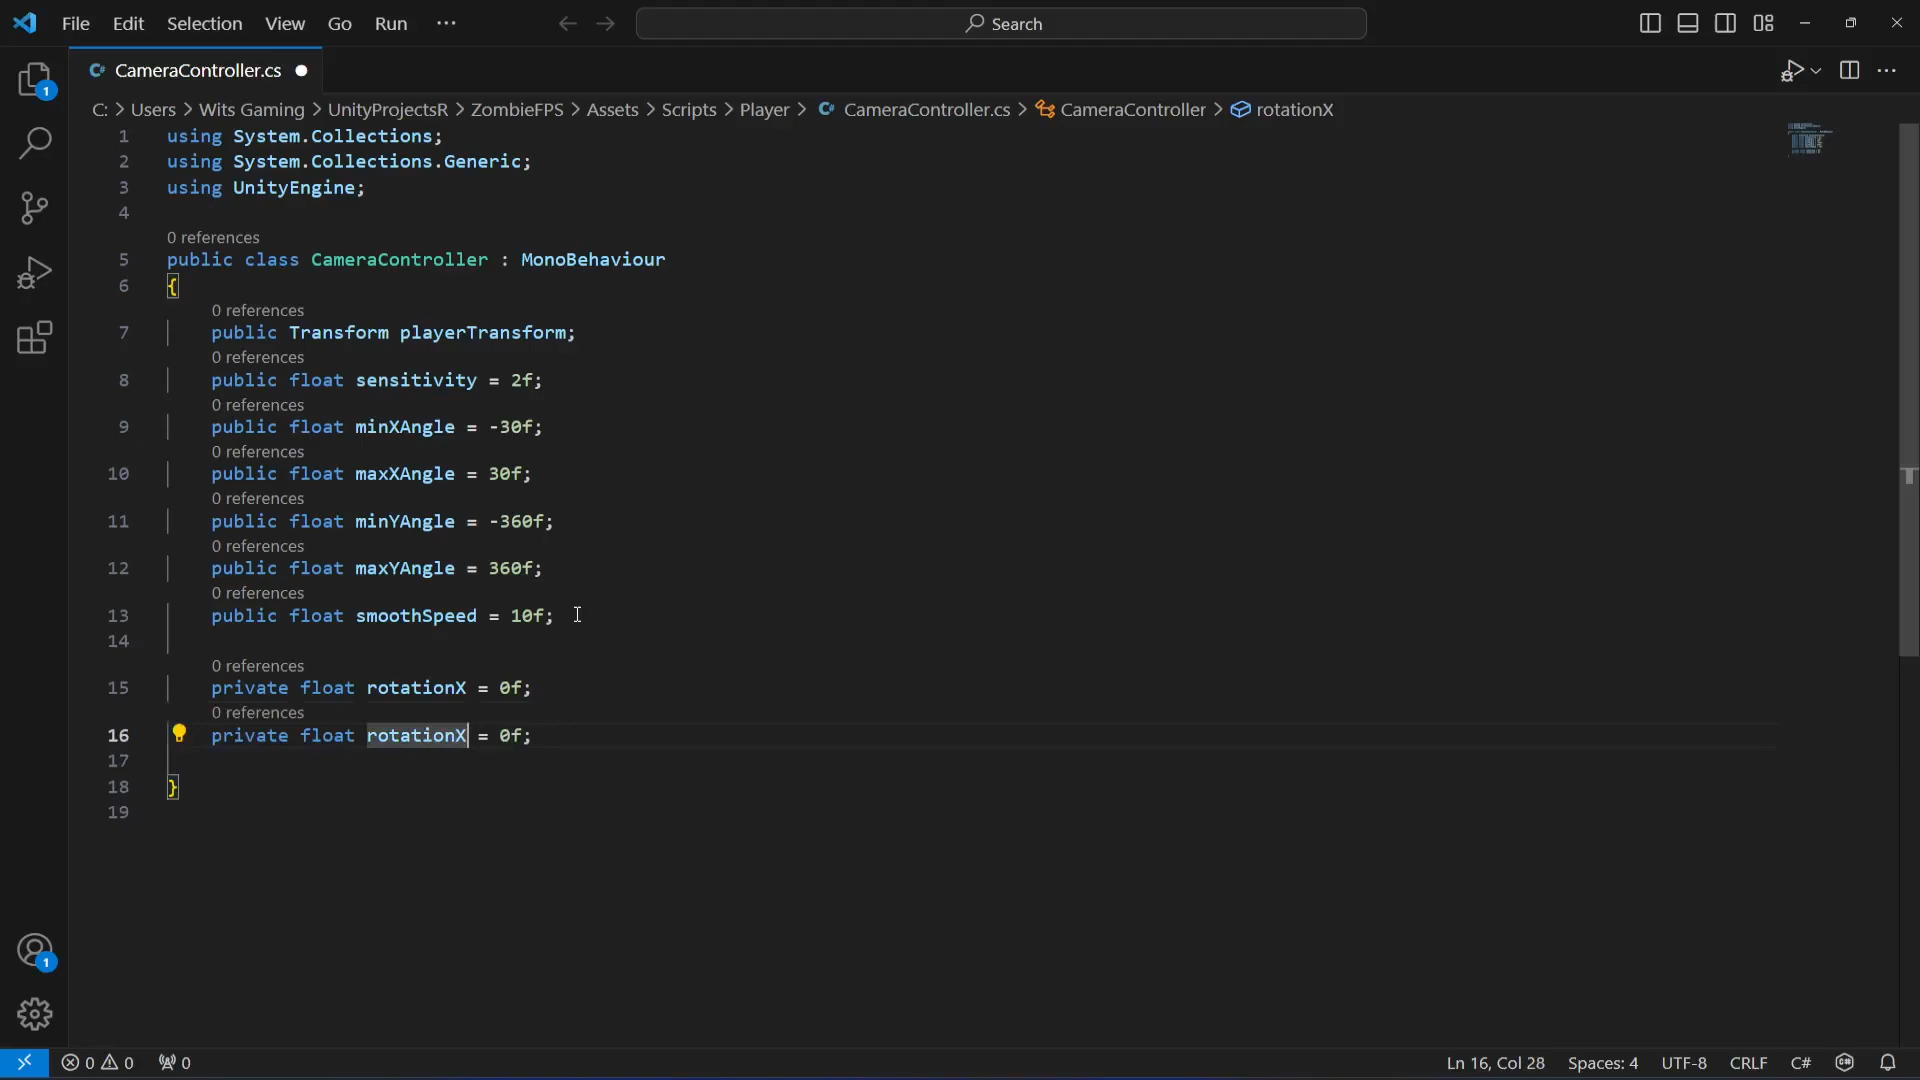 File Edit Selection View Go Run ··· Search
C# CameraController.cs
C: > Users > Wits Gaming > UnityProjectsR > ZombieFPS > Assets > Scripts > Player > C# CameraController.cs > CameraController > rotationX
1 using System.Collections;
2 using System.Collections.Generic;
3 using UnityEngine;
4
0 references
5 public class CameraController : MonoBehaviour
6 {
0 references
7 public Transform playerTransform;
0 references
8 public float sensitivity = 2f;
0 references
9 public float minXAngle = -30f;
0 references
10 public float maxXAngle = 30f;
0 references
11 public float minYAngle = -360f;
0 references
12 public float maxYAngle = 360f;
0 references
13 public float smoothSpeed = 10f;
14
0 references
15 private float rotationX = 0f;
0 references
16 private float rotationX = 0f;
17
18 }
19
1
1
0 0 0 Ln 16, Col 28 Spaces: 4 UTF-8 CRLF C#